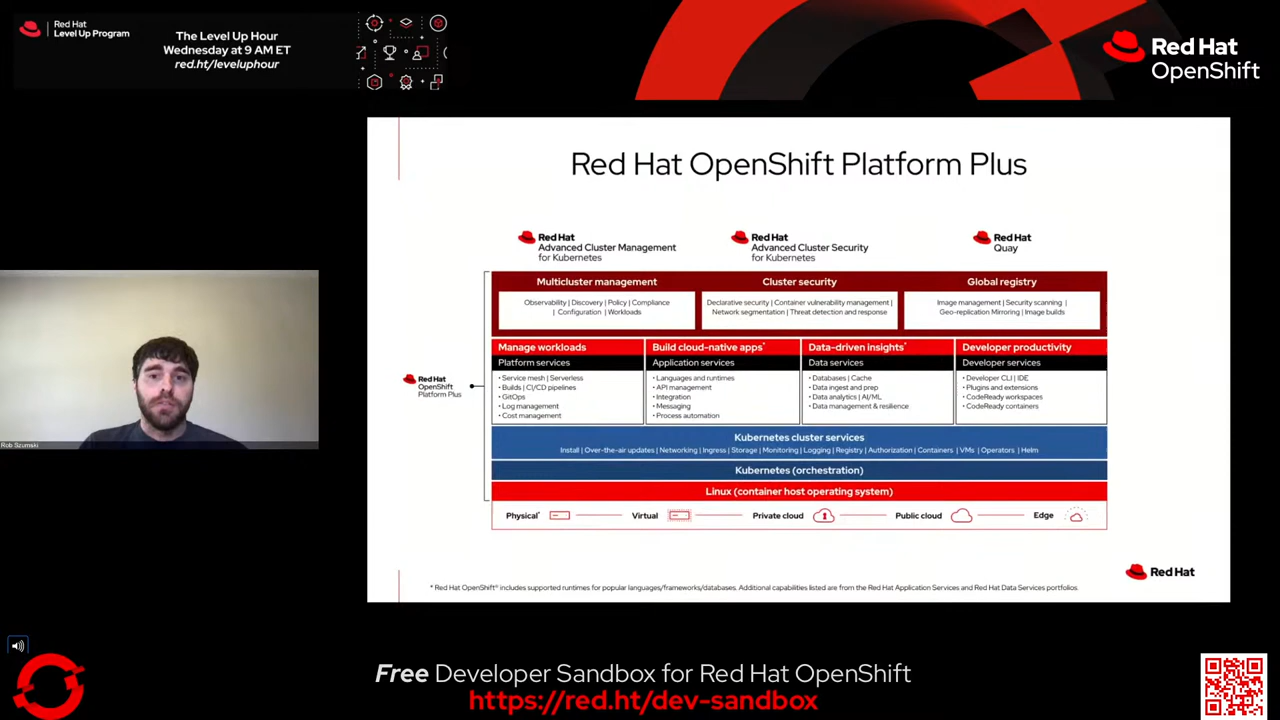 Red Hat
Level Up Program
The Level Up Hour
Wednesday at 9 AM ET
red.ht/leveluphour
Red Hat
OpenShift
Red Hat OpenShift Platform Plus
Red Hat
Advanced Cluster Management
for Kubernetes
Red Hat
Advanced Cluster Security
for Kubernetes
Red Hat
Quay
Multicluster management
Observability | Discovery | Policy | Compliance
| Configuration | Workloads
Cluster security
Declarative security | Container vulnerability management |
Network segmentation | Threat detection and response
Global registry
Image management | Security scanning |
Geo-replication Mirroring | Image builds
Red Hat
OpenShift
Platform Plus
Manage workloads
Platform services
• Service mesh | Serverless
• Builds | CI/CD pipelines
• GitOps
• Log management
• Cost management
Build cloud-native apps*
Application services
• Languages and runtimes
• API management
• Integration
• Messaging
• Process automation
Data-driven insights*
Data services
• Databases | Cache
• Data ingest and prep
• Data analytics | AI/ML
• Data management & resilience
Developer productivity
Developer services
• Developer CLI | IDE
• Plugins and extensions
• CodeReady workspaces
• CodeReady containers
Kubernetes cluster services
Install | Over-the-air updates | Networking | Ingress | Storage | Monitoring | Logging | Registry | Authorization | Containers | VMs | Operators | Helm
Kubernetes (orchestration)
Linux (container host operating system)
Physical* Virtual Private cloud Public cloud Edge
Red Hat
* Red Hat OpenShift® includes supported runtimes for popular languages/frameworks/databases. Additional capabilities listed are from the Red Hat Application Services and Red Hat Data Services portfolios.
Rob Szumski
Free Developer Sandbox for Red Hat OpenShift
https://red.ht/dev-sandbox